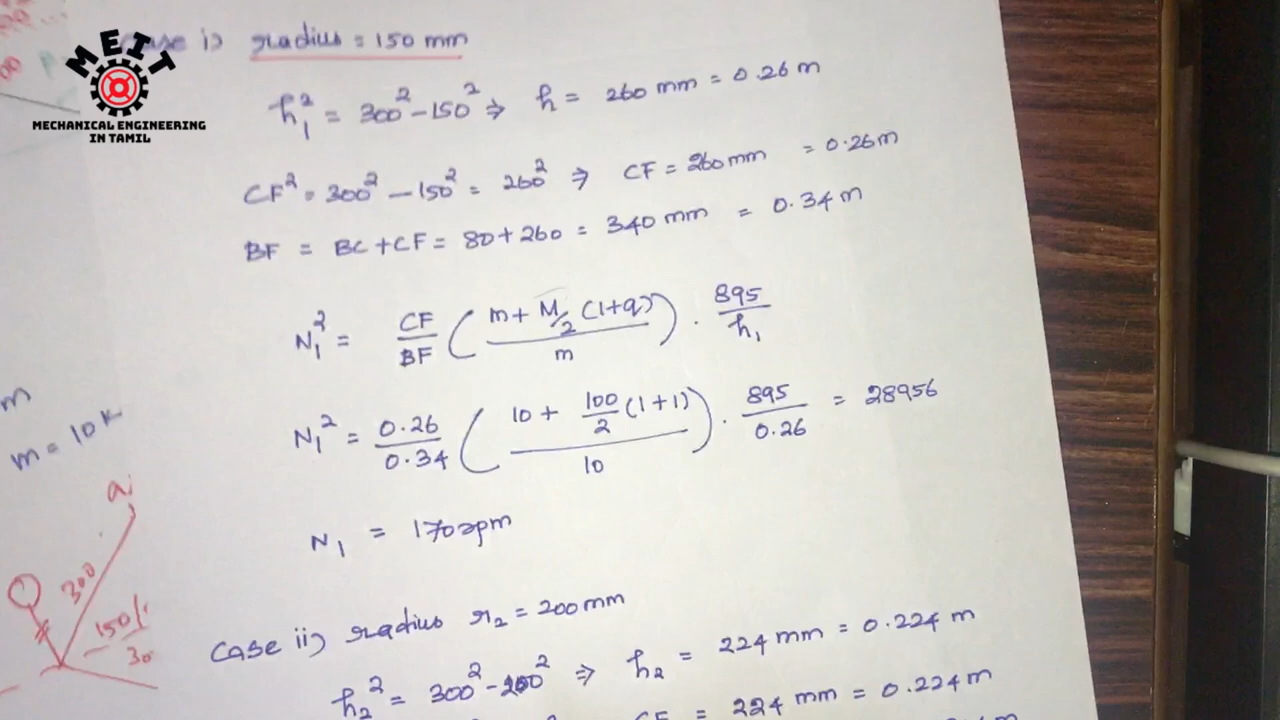 MEIT
MECHANICAL ENGINEERING
IN TAMIL
case i) radius = 150 mm
h₁² = 300² - 150² ⇒ h = 260 mm = 0.26 m
CF² = 300² - 150² = 260² ⇒ CF = 260 mm = 0.26 m
BF = BC + CF = 80 + 260 = 340 mm = 0.34 m
N₁² = CF/BF ( (m + M/2 (1+q)) / m ) · 895/h₁
N₁² = 0.26/0.34 ( (10 + 100/2 (1+1)) / 10 ) · 895/0.26 = 28956
N₁ = 170 rpm
m
m = 10 k
a
300
150
30
case ii) radius r₂ = 200 mm
h₂² = 300² - 200² ⇒ h₂ = 224 mm = 0.224 m
CF = 224 mm = 0.224 m
m